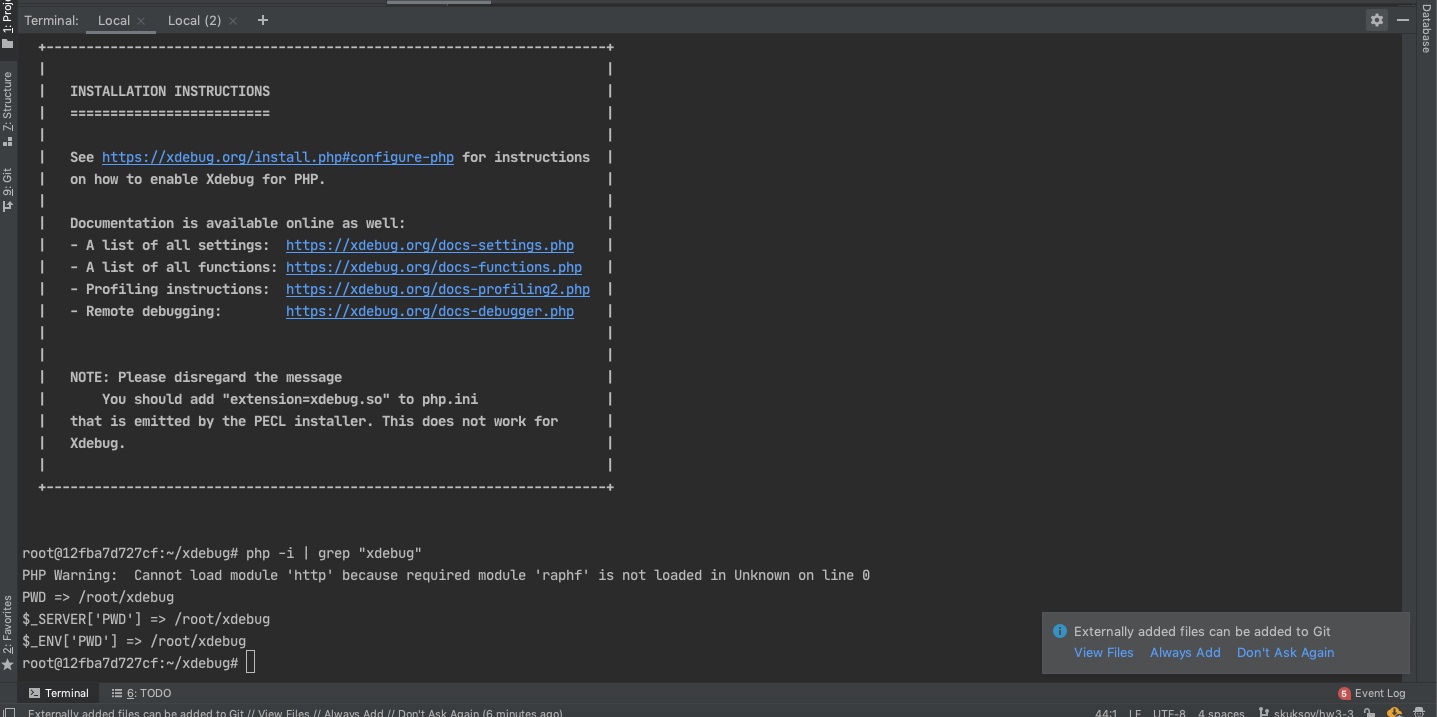 Terminal: Local × Local (2) × +
INSTALLATION INSTRUCTIONS
=========================
See https://xdebug.org/install.php#configure-php for instructions
on how to enable Xdebug for PHP.
Documentation is available online as well:
- A list of all settings: https://xdebug.org/docs-settings.php
- A list of all functions: https://xdebug.org/docs-functions.php
- Profiling instructions: https://xdebug.org/docs-profiling2.php
- Remote debugging: https://xdebug.org/docs-debugger.php
NOTE: Please disregard the message
You should add "extension=xdebug.so" to php.ini
that is emitted by the PECL installer. This does not work for
Xdebug.
root@12fba7d727cf:~/xdebug# php -i | grep "xdebug"
PHP Warning:  Cannot load module 'http' because required module 'raphf' is not loaded in Unknown on line 0
PWD => /root/xdebug
$_SERVER['PWD'] => /root/xdebug
$_ENV['PWD'] => /root/xdebug
root@12fba7d727cf:~/xdebug#
1: Proje
7: Structure
9: Git
2: Favorites
Database
Externally added files can be added to Git
View Files Always Add Don't Ask Again
Terminal 6: TODO
5 Event Log
Externally added files can be added to Git // View Files // Always Add // Don't Ask Again (6 minutes ago)
44:1 LF UTF-8 4 spaces skuksov/hw3-3